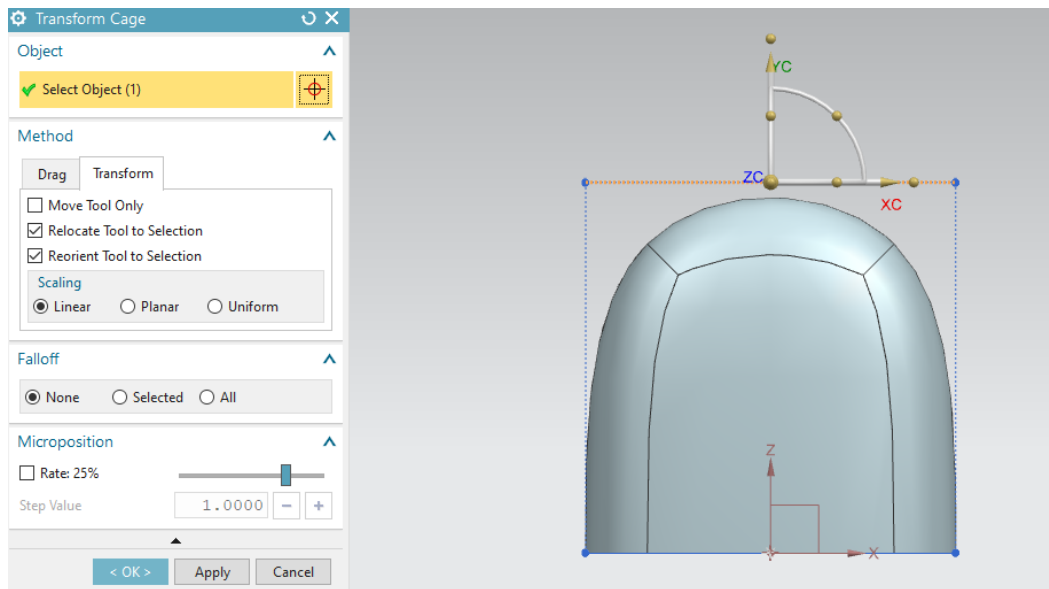 Transform Cage
Object
Select Object (1)
Method
Drag Transform
Move Tool Only
Relocate Tool to Selection
Reorient Tool to Selection
Scaling
Linear Planar Uniform
Falloff
None Selected All
Microposition
Rate: 25%
Step Value 1.0000 - +
< OK > Apply Cancel
YC
ZC
XC
Z
X